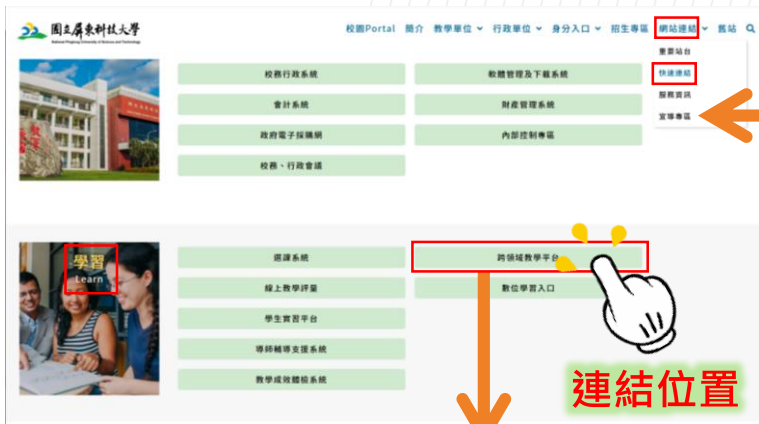 國立屏東科技大學
National Pingtung University of Science and Technology
校園Portal 簡介 教學單位 行政單位 身分入口 招生專區 網站連結 舊站
重要站台
快速連結
服務資訊
宣導專區
校務行政系統 軟體管理及下載系統
會計系統 財產管理系統
政府電子採購網 內部控制專區
校務、行政會議
學習
Learn
選課系統 跨領域教學平台
線上教學評量 數位學習入口
學生實習平台
導師輔導支援系統
教學成效體檢系統
連結位置